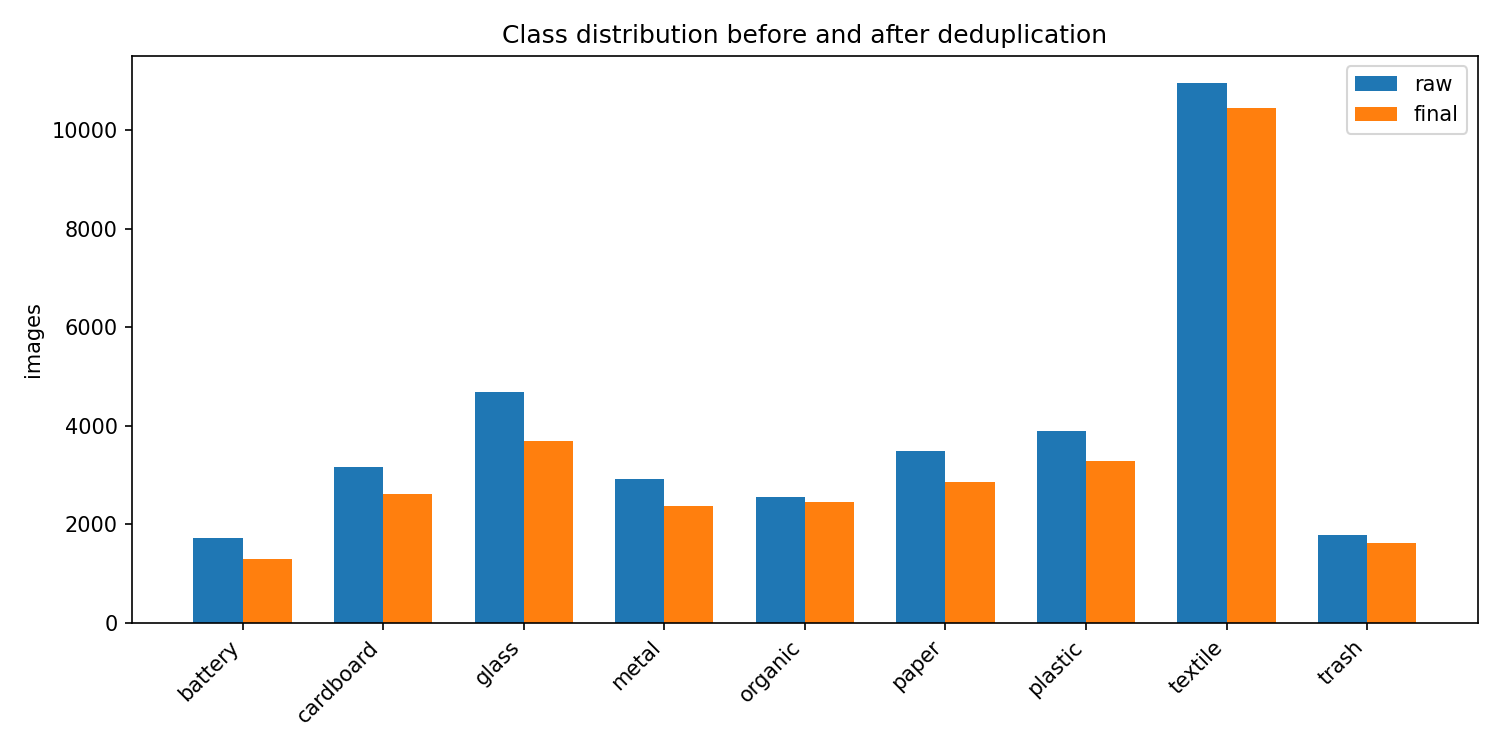 Class distribution before and after deduplication
raw
final
images
10000
8000
6000
4000
2000
0
battery
cardboard
glass
metal
organic
paper
plastic
textile
trash